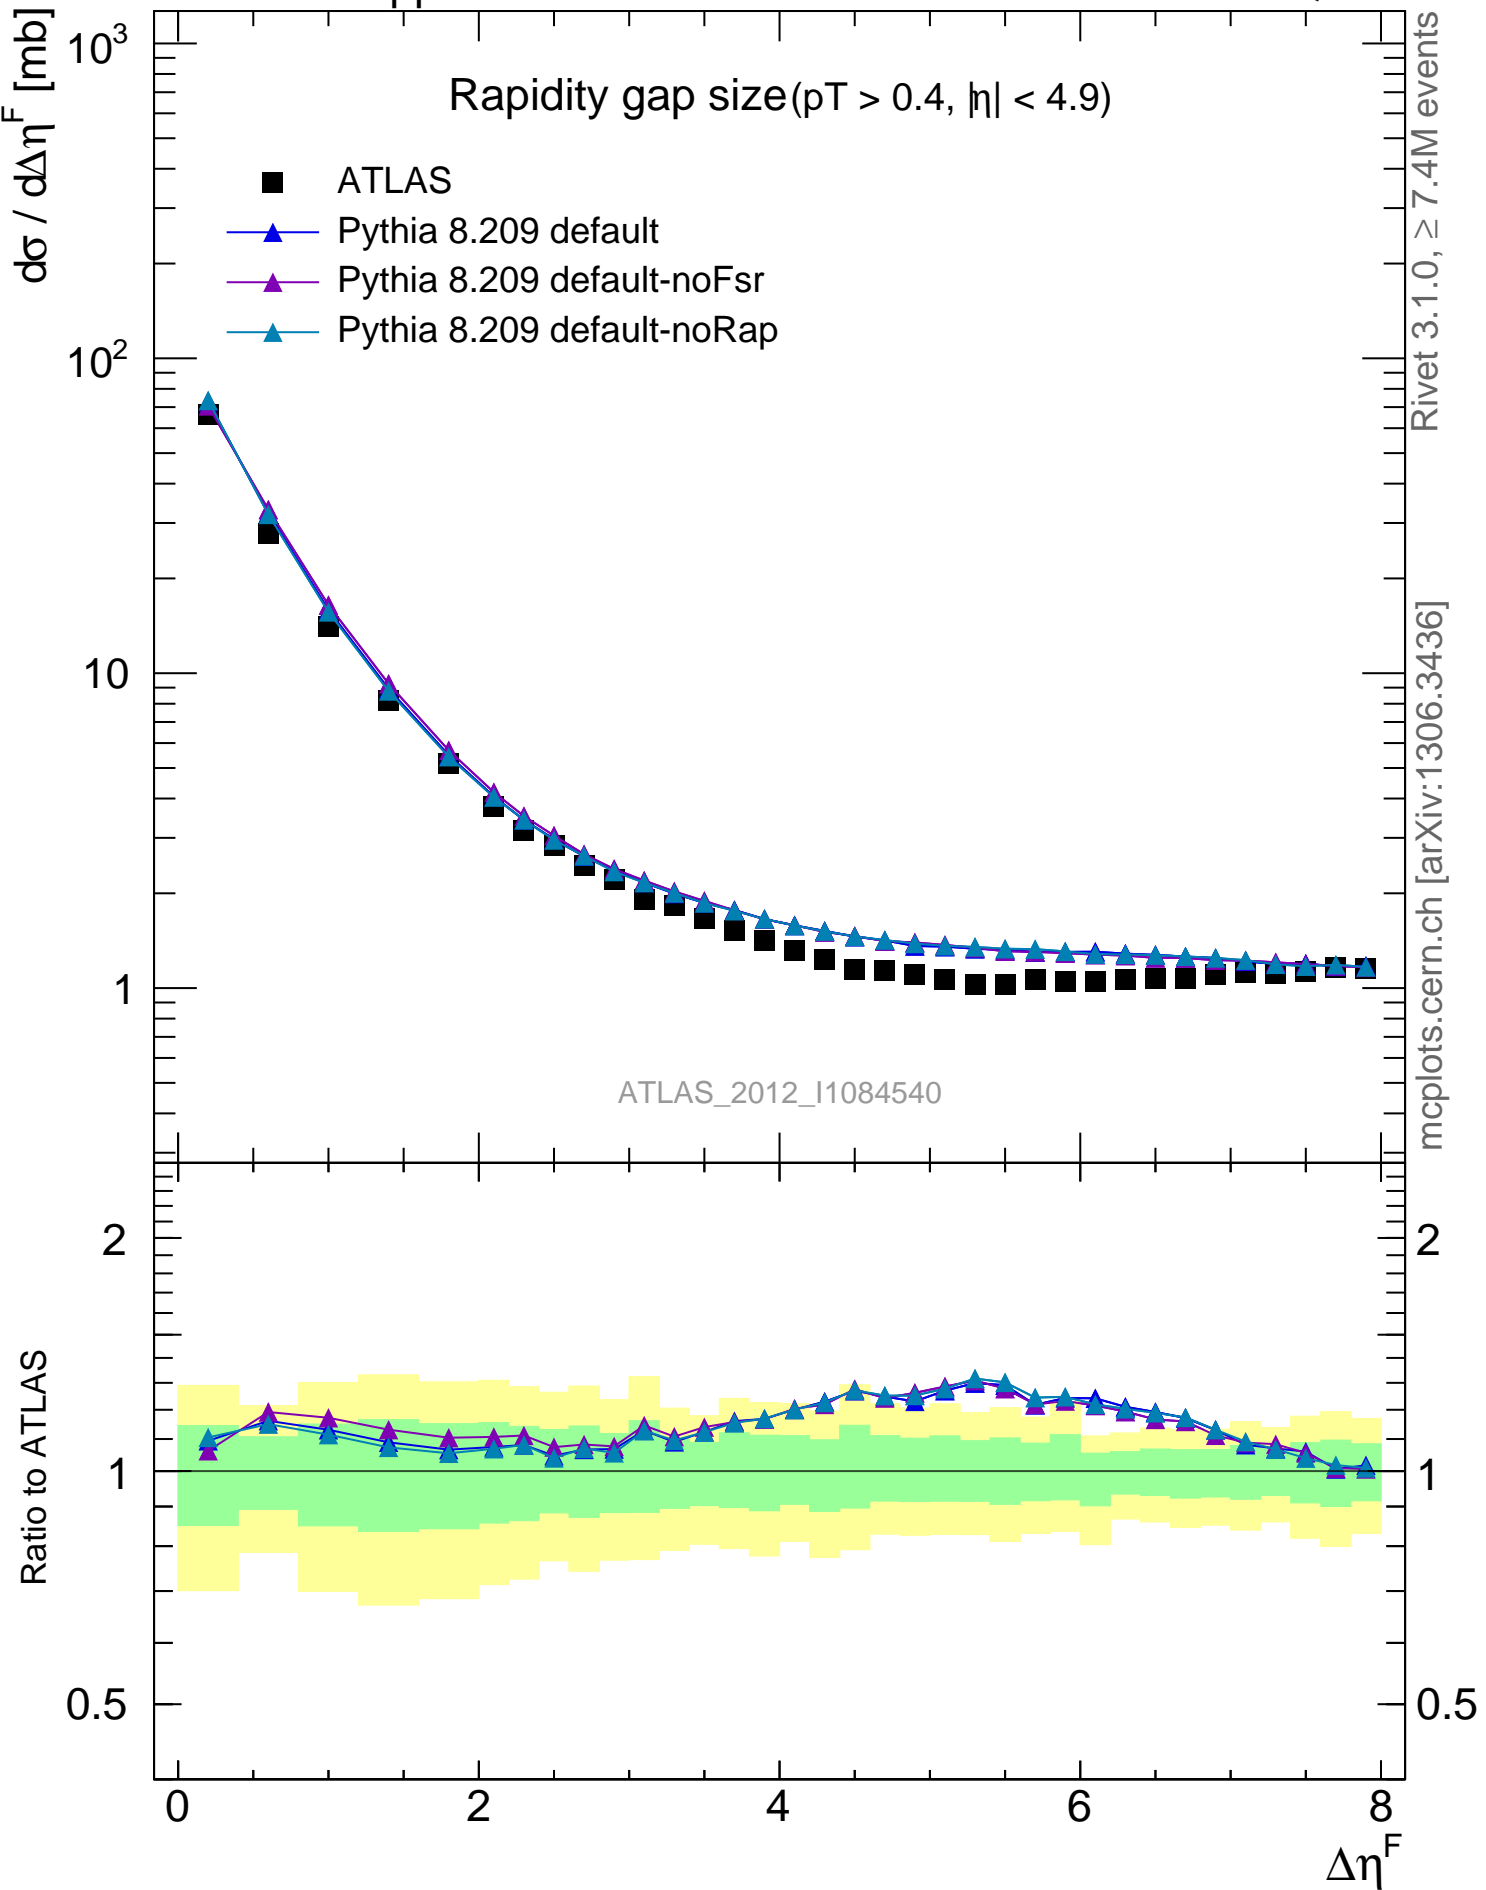 dσ / dΔη^F [mb]
Rapidity gap size (pT > 0.4, |η| < 4.9)
ATLAS
Pythia 8.209 default
Pythia 8.209 default-noFsr
Pythia 8.209 default-noRap
10^3
10^2
10
1
ATLAS_2012_I1084540
Rivet 3.1.0, ≥ 7.4M events
mcplots.cern.ch [arXiv:1306.3436]
Ratio to ATLAS
2
1
0.5
2
1
0.5
0 2 4 6 8
Δη^F